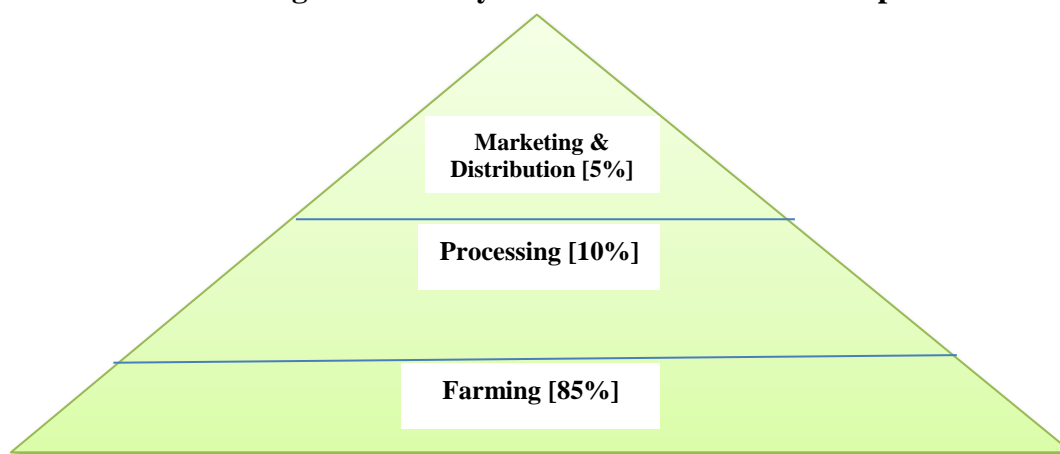 Marketing &
Distribution [5%]
Processing [10%]
Farming [85%]